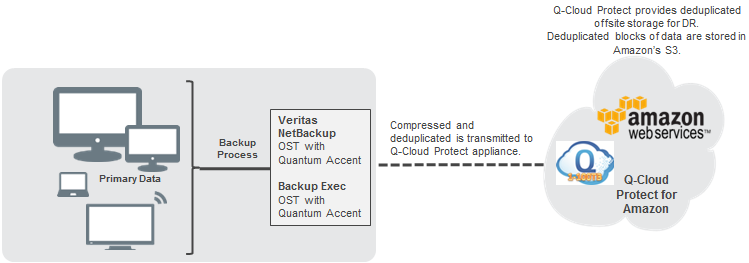 Q-Cloud Protect provides deduplicated
offsite storage for DR.
Deduplicated blocks of data are stored in
Amazon's S3.
Primary Data
Backup
Process
Veritas
NetBackup
OST with
Quantum Accent
Backup Exec
OST with
Quantum Accent
Compressed and
deduplicated is transmitted to
Q-Cloud Protect appliance.
amazon
webservices™
Q
Q-Cloud
Protect for
Amazon